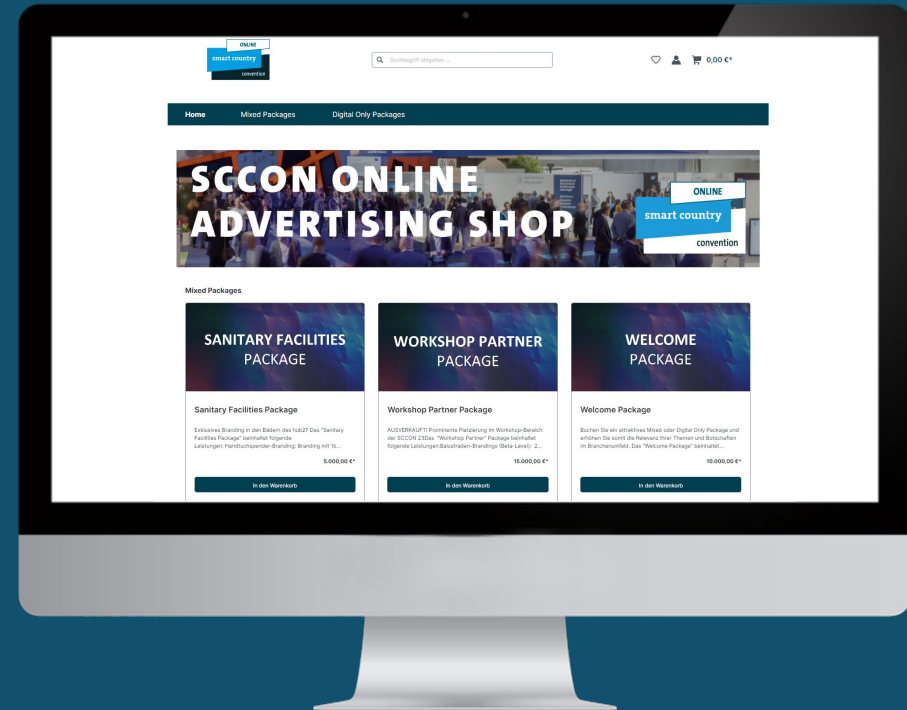 ONLINE
smart country
convention
Suchbegriff eingeben ...
0,00 €*
Home
Mixed Packages
Digital Only Packages
SCCON ONLINE
ADVERTISING SHOP
ONLINE
smart country
convention
Mixed Packages
SANITARY FACILITIES
PACKAGE
Sanitary Facilities Package
Exklusives Branding in den Bädern des hub27 Das "Sanitary
Facilities Package" beinhaltet folgende
Leistungen: Handtuchspender-Branding: Branding mit 16...
5.000,00 €*
In den Warenkorb
WORKSHOP PARTNER
PACKAGE
Workshop Partner Package
AUSVERKAUFT! Prominente Platzierung im Workshop-Bereich
der SCCON 23Das "Workshop Partner" Package beinhaltet
folgende Leistungen:Balustraden-Brandings (Beta-Level): 2...
15.000,00 €*
In den Warenkorb
WELCOME
PACKAGE
Welcome Package
Buchen Sie ein attraktives Mixed oder Digital Only Package und
erhöhen Sie somit die Relevanz Ihrer Themen und Botschaften
im Branchenumfeld. Das "Welcome Package" beinhaltet...
10.000,00 €*
In den Warenkorb